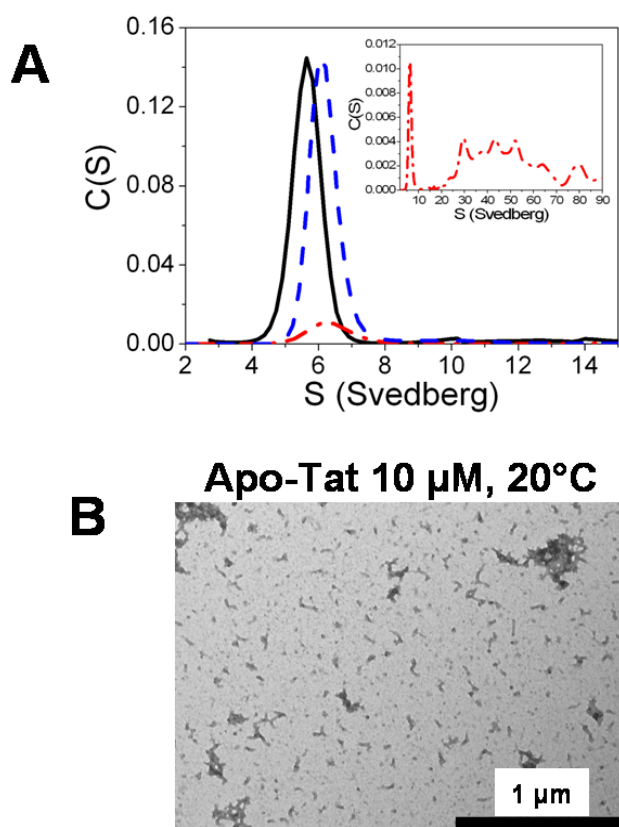 A
0.16
0.12
0.08
0.04
0.00
C(S)
2 4 6 8 10 12 14
S (Svedberg)
0.012
0.010
0.008
0.006
0.004
0.002
0.000
C(S)
10 20 30 40 50 60 70 80 90
S (Svedberg)
Apo-Tat 10 µM, 20°C
B
1 µm